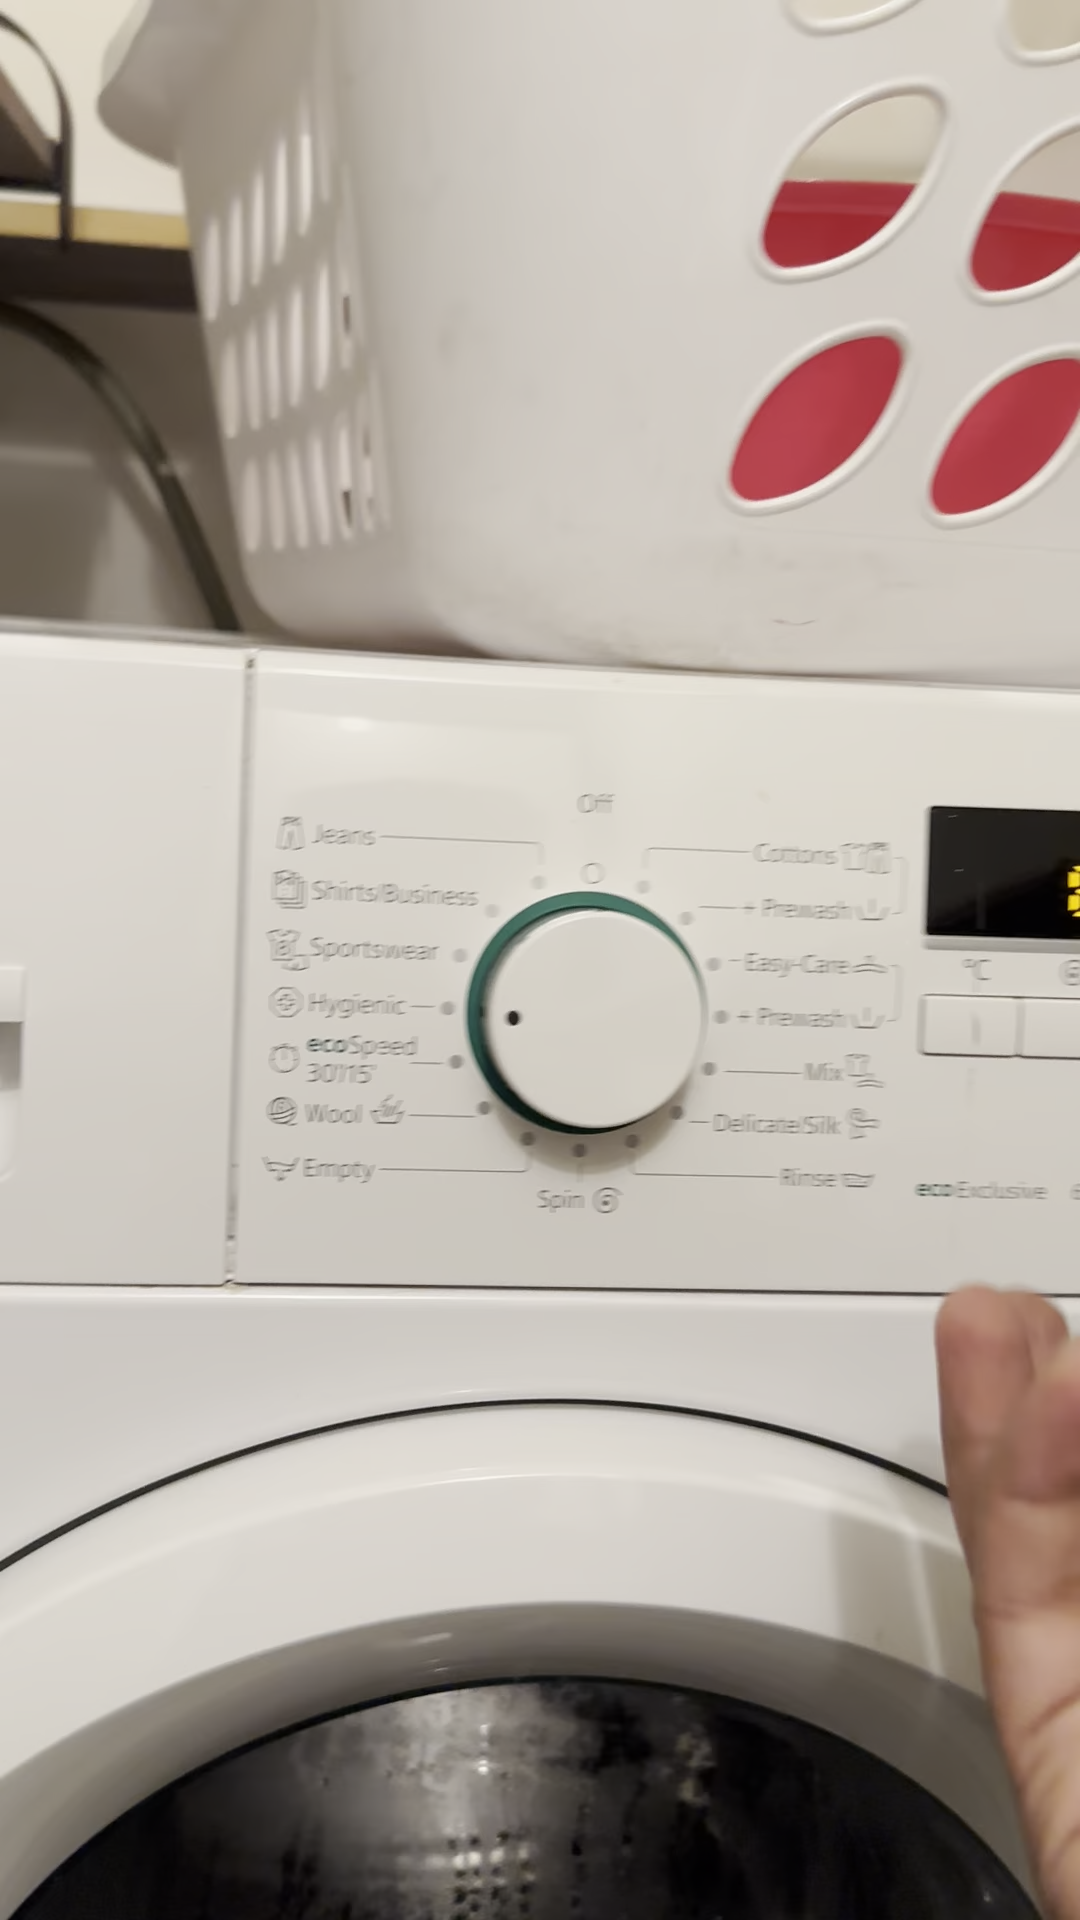 Off
Jeans
Shirts/Business
Sportswear
Hygienic
ecoSpeed
30'/15'
Wool
Empty
Spin
Cottons
+ Prewash
Easy-Care
+ Prewash
Mix
Delicate/Silk
Rinse
°C
ecoExclusive